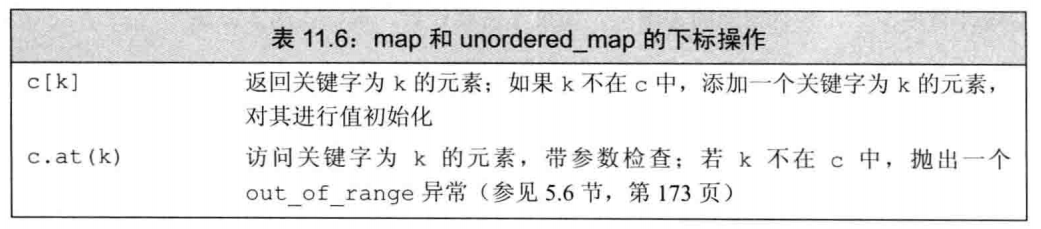 表 11.6：map 和 unordered_map 的下标操作
c[k] 返回关键字为 k 的元素；如果 k 不在 c 中，添加一个关键字为 k 的元素，
对其进行值初始化
c.at(k) 访问关键字为 k 的元素，带参数检查；若 k 不在 c 中，抛出一个
out_of_range 异常（参见 5.6 节，第 173 页）